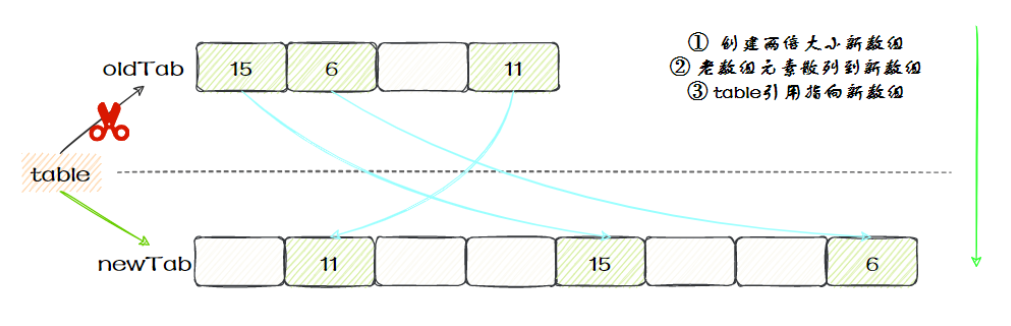 ① 创建两倍大小新数组
② 老数组元素散列到新数组
③ table引用指向新数组
oldTab 15 6 11
table
newTab 11 15 6